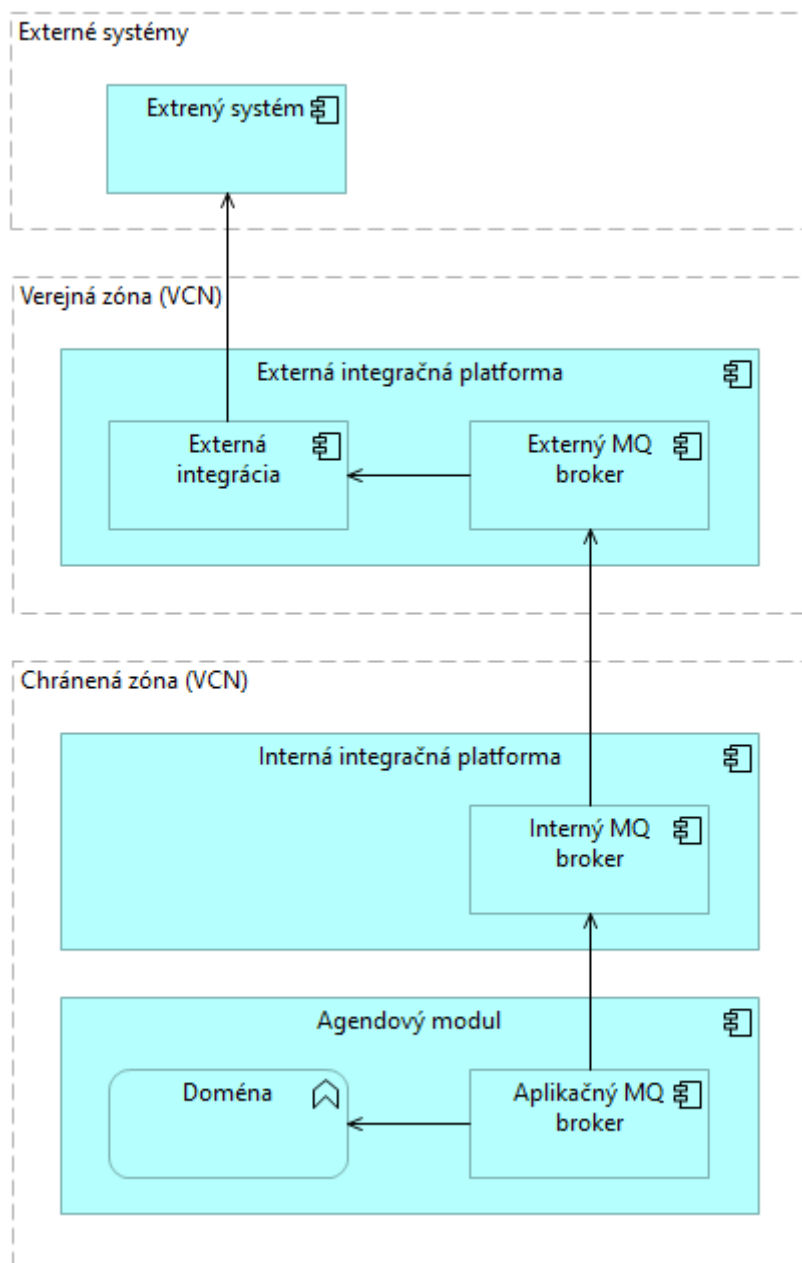 Externé systémy
Extrený systém
Verejná zóna (VCN)
Externá integračná platforma
Externá
integrácia
Externý MQ
broker
Chránená zóna (VCN)
Interná integračná platforma
Interný MQ
broker
Agendový modul
Doména
Aplikačný MQ
broker